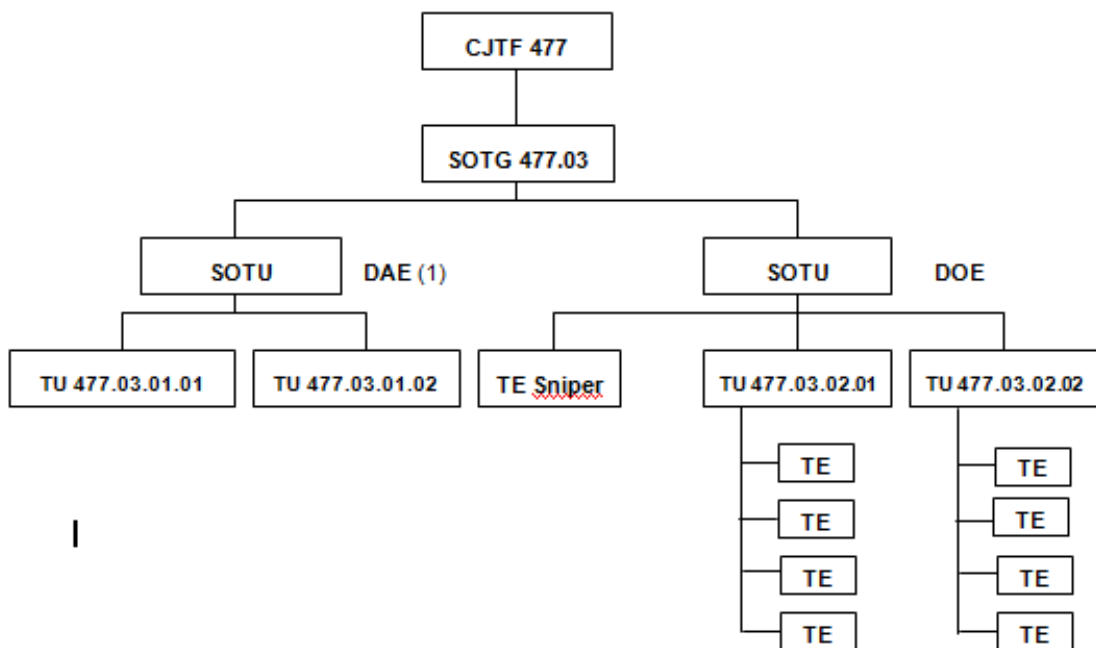 CJTF 477
SOTG 477.03
SOTU
DAE (1)
SOTU
DOE
TU 477.03.01.01
TU 477.03.01.02
TE Sniper
TU 477.03.02.01
TU 477.03.02.02
TE
TE
TE
TE
TE
TE
TE
TE